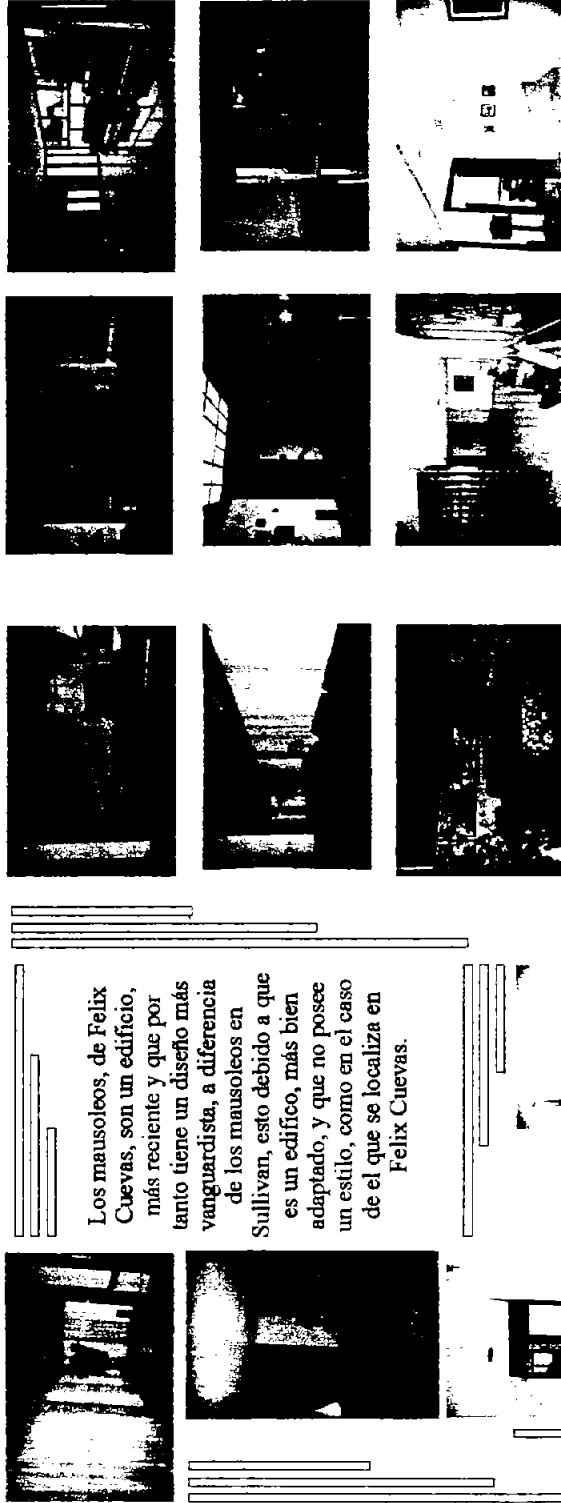 Los mausoleos, de Felix
Cuevas, son un edificio,
más reciente y que por
tanto tiene un diseño más
vanguardista, a diferencia
de los mausoleos en
Sullivan, esto debido a que
es un edifico, más bien
adaptado, y que no posee
un estilo, como en el caso
de el que se localiza en
Felix Cuevas.